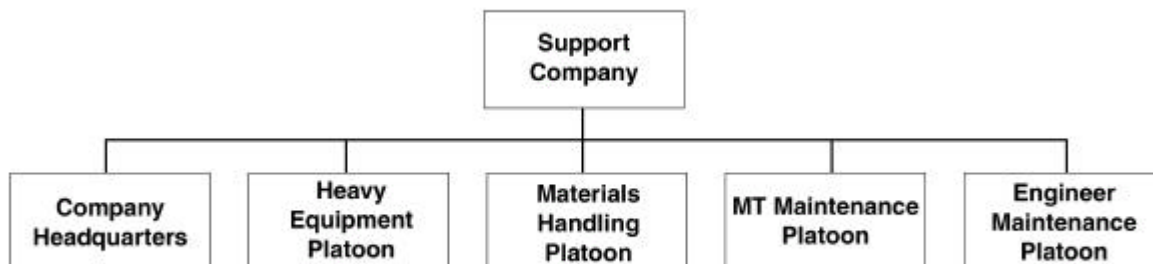 Support
Company
Company
Headquarters
Heavy
Equipment
Platoon
Materials
Handling
Platoon
MT Maintenance
Platoon
Engineer
Maintenance
Platoon